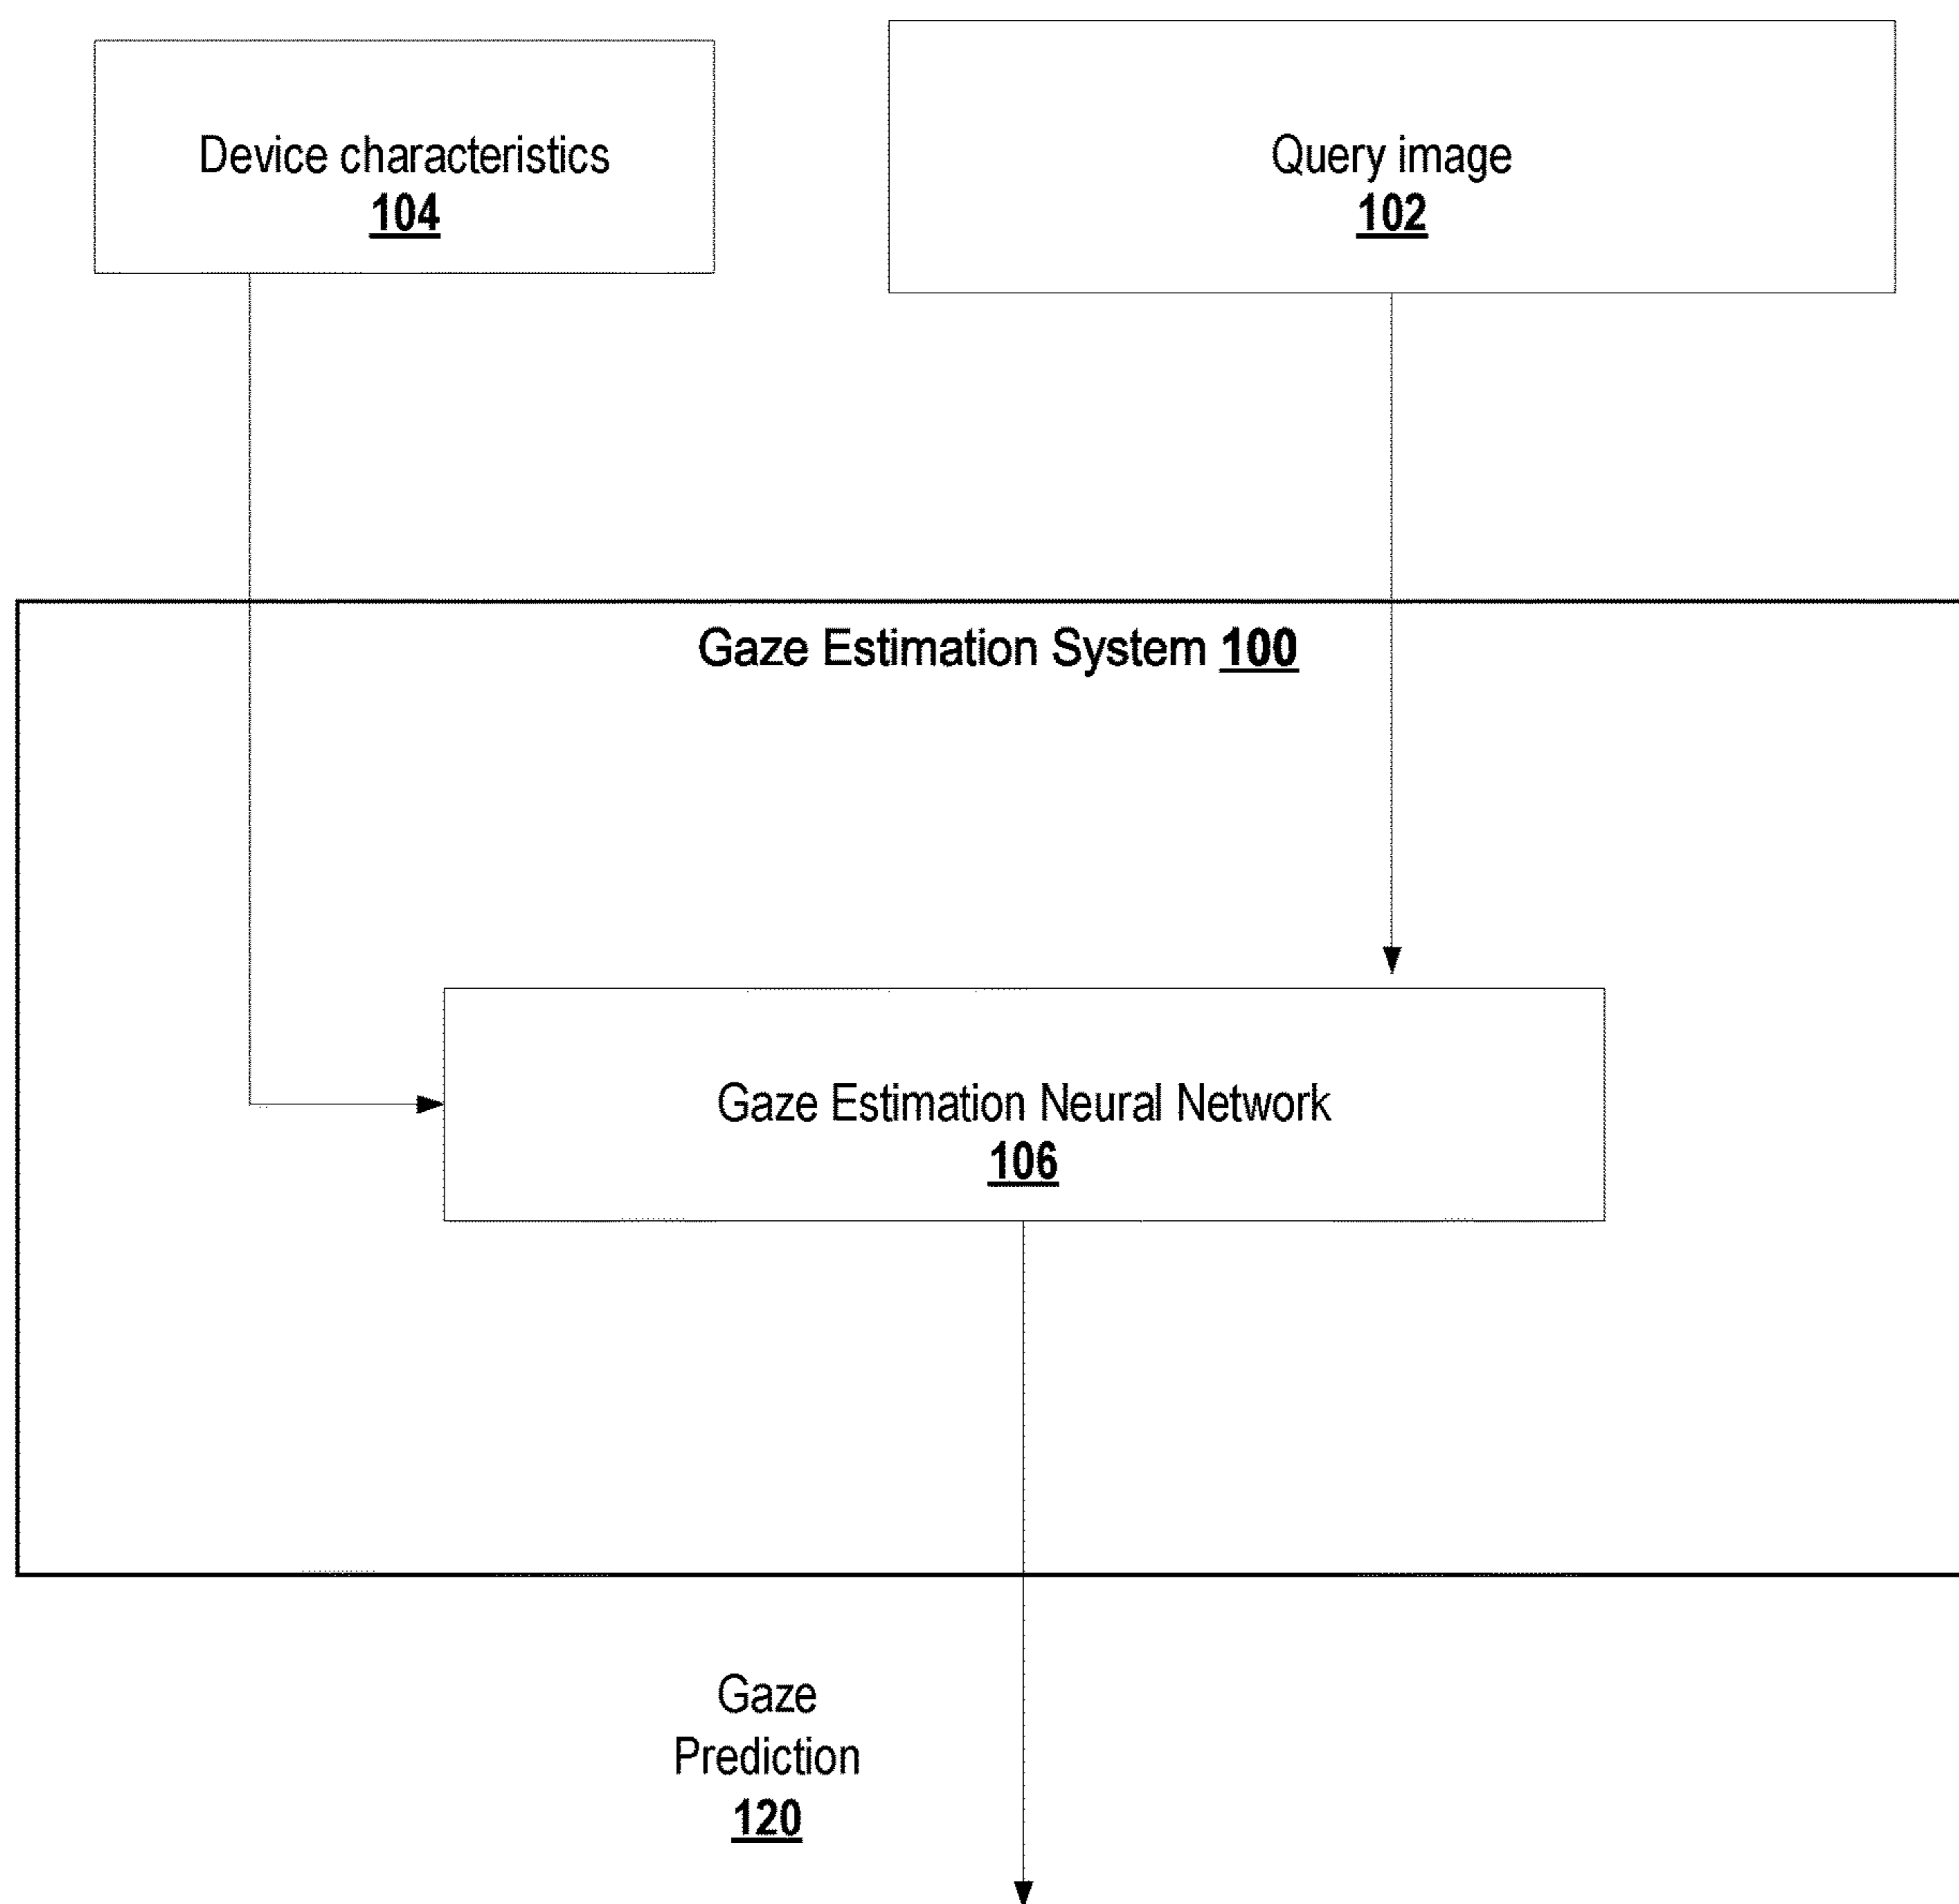 Device characteristics
104
Query image
102
Gaze Estimation System 100
Gaze Estimation Neural Network
106
Gaze
Prediction
120